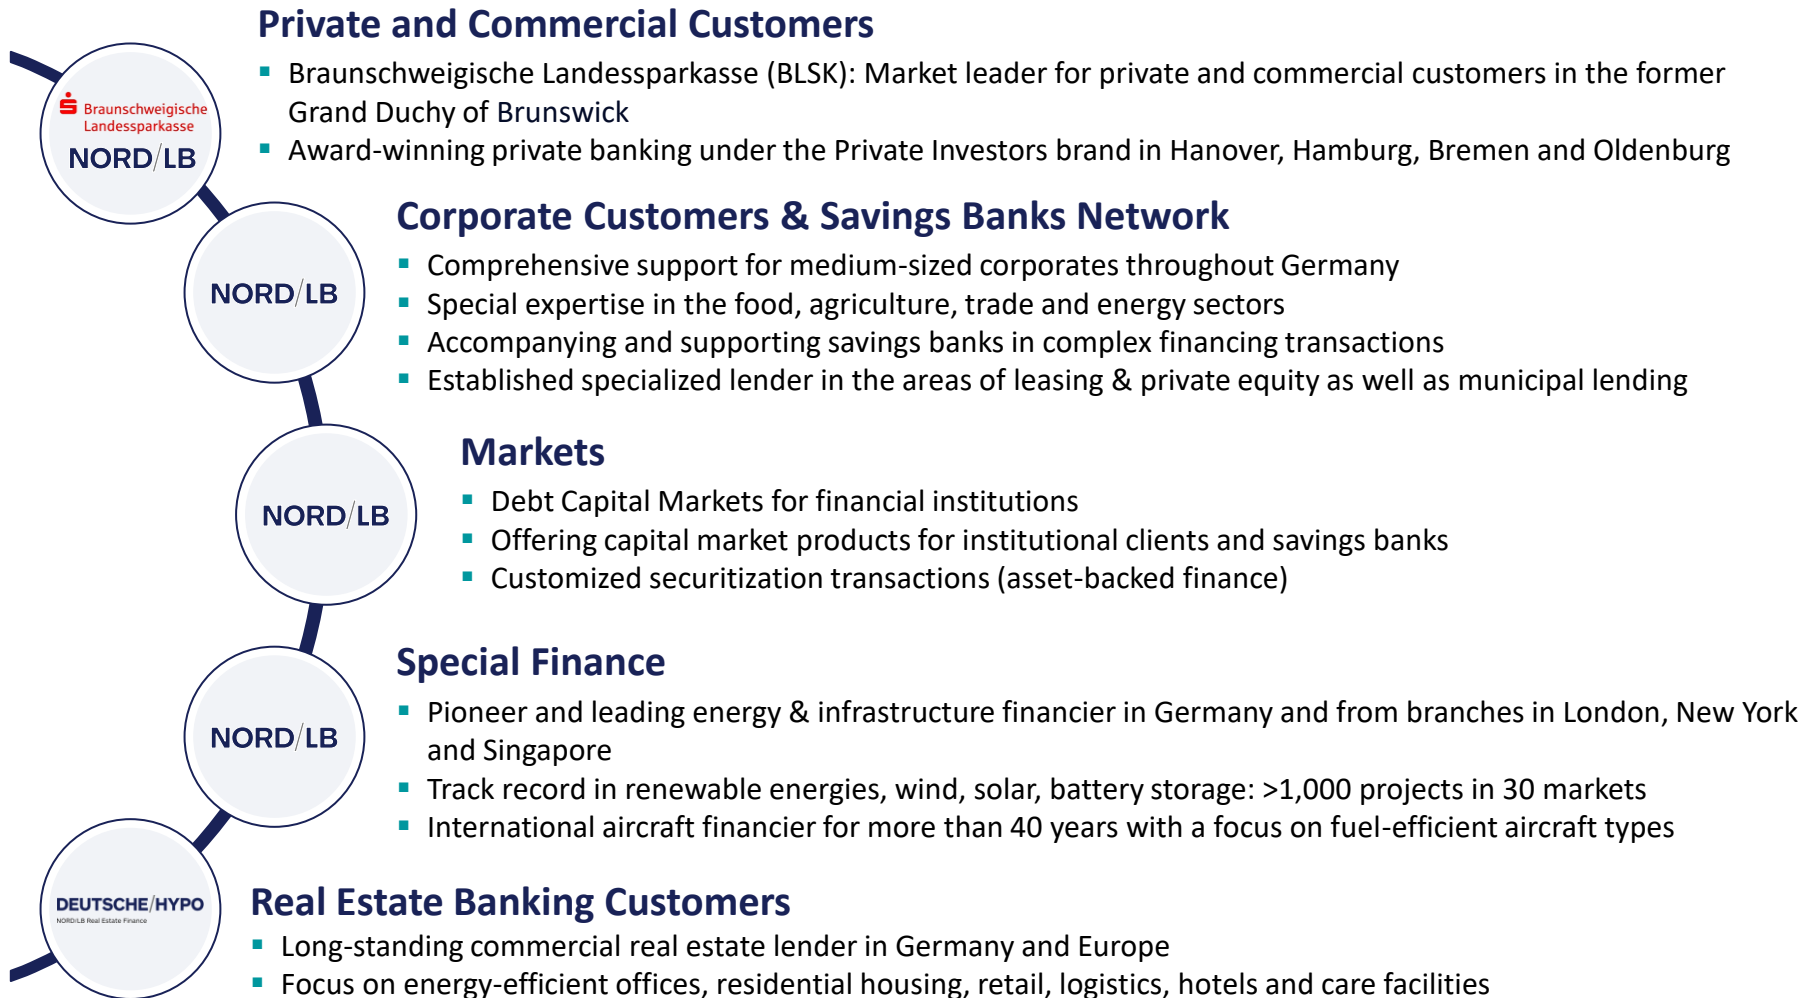 Private and Commercial Customers
Braunschweigische Landessparkasse (BLSK): Market leader for private and commercial customers in the former
Grand Duchy of Brunswick
Award-winning private banking under the Private Investors brand in Hanover, Hamburg, Bremen and Oldenburg
Braunschweigische
Landessparkasse
NORD/LB
Corporate Customers & Savings Banks Network
Comprehensive support for medium-sized corporates throughout Germany
Special expertise in the food, agriculture, trade and energy sectors
Accompanying and supporting savings banks in complex financing transactions
Established specialized lender in the areas of leasing & private equity as well as municipal lending
NORD/LB
Markets
Debt Capital Markets for financial institutions
Offering capital market products for institutional clients and savings banks
Customized securitization transactions (asset-backed finance)
NORD/LB
Special Finance
Pioneer and leading energy & infrastructure financier in Germany and from branches in London, New York
and Singapore
Track record in renewable energies, wind, solar, battery storage: >1,000 projects in 30 markets
International aircraft financier for more than 40 years with a focus on fuel-efficient aircraft types
NORD/LB
Real Estate Banking Customers
Long-standing commercial real estate lender in Germany and Europe
Focus on energy-efficient offices, residential housing, retail, logistics, hotels and care facilities
DEUTSCHE/HYPO
NORD/LB Real Estate Finance